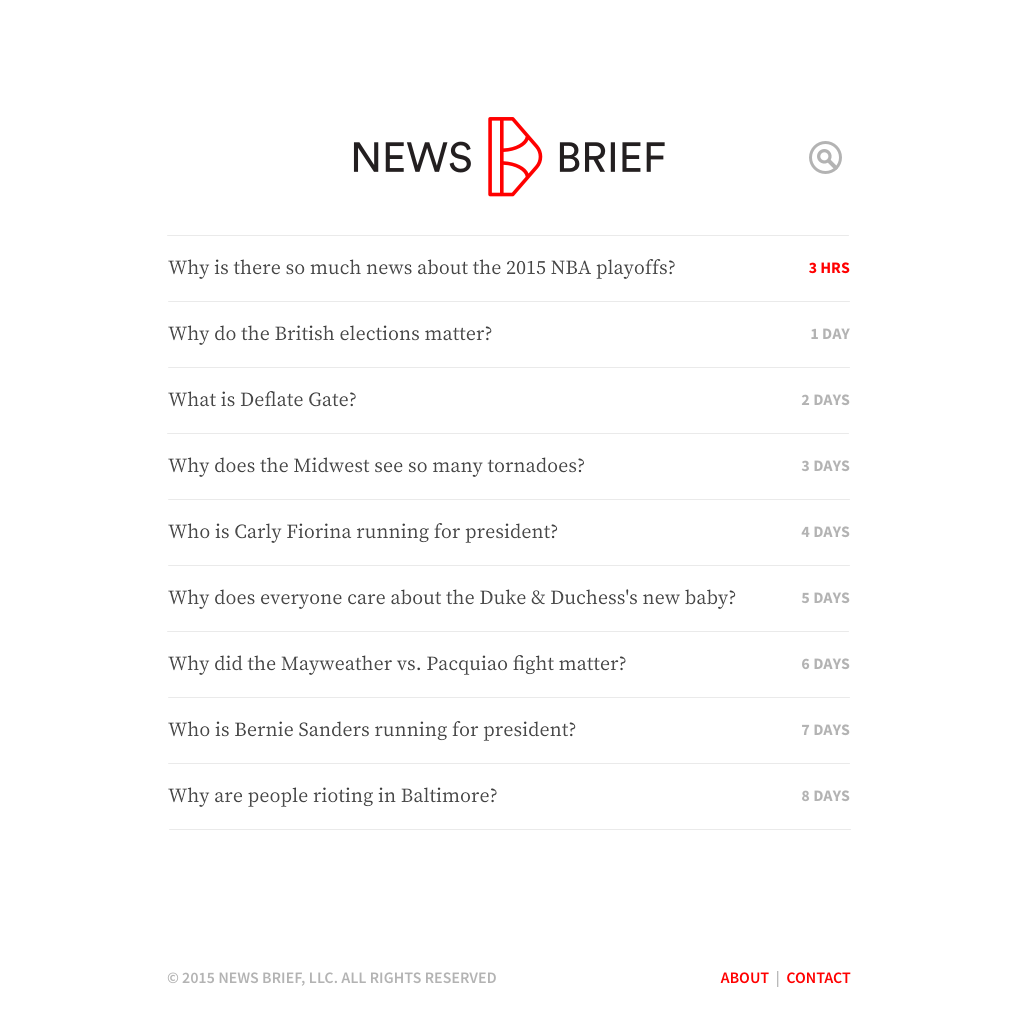 NEWS BRIEF
Why is there so much news about the 2015 NBA playoffs? 3 HRS
Why do the British elections matter? 1 DAY
What is Deflate Gate? 2 DAYS
Why does the Midwest see so many tornadoes? 3 DAYS
Who is Carly Fiorina running for president? 4 DAYS
Why does everyone care about the Duke & Duchess's new baby? 5 DAYS
Why did the Mayweather vs. Pacquiao fight matter? 6 DAYS
Who is Bernie Sanders running for president? 7 DAYS
Why are people rioting in Baltimore? 8 DAYS
© 2015 NEWS BRIEF, LLC. ALL RIGHTS RESERVED ABOUT | CONTACT